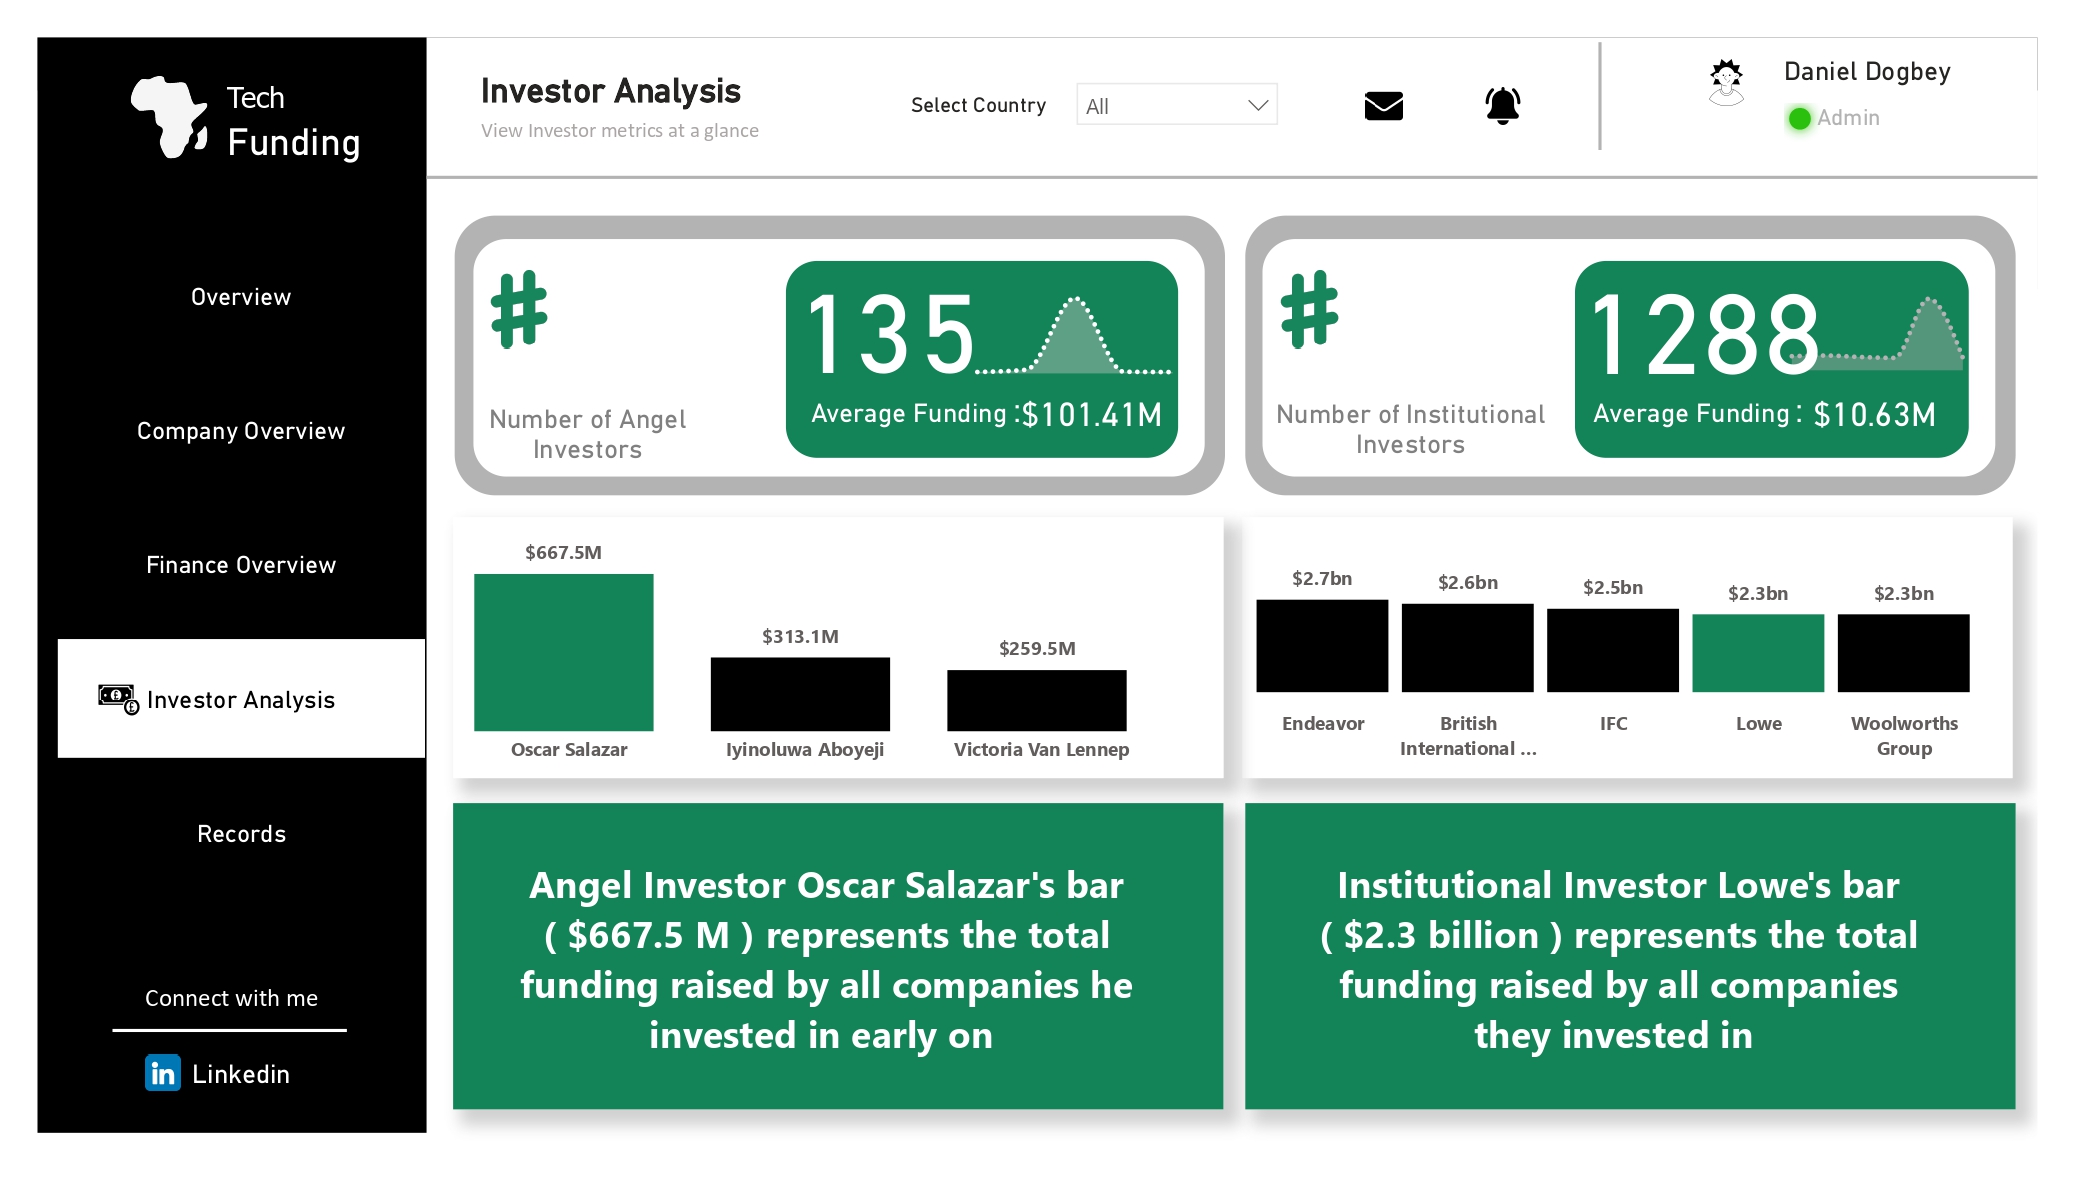 Tech
Funding
Overview
Company Overview
Finance Overview
Investor Analysis
Records
Connect with me
in Linkedin
Investor Analysis
View Investor metrics at a glance
Select Country
All
Daniel Dogbey
Admin
Number of Angel
Investors
135
Average Funding :$101.41M
Number of Institutional
Investors
1288
Average Funding : $10.63M
$667.5M
$313.1M
$259.5M
Oscar Salazar
Iyinoluwa Aboyeji
Victoria Van Lennep
$2.7bn
$2.6bn
$2.5bn
$2.3bn
$2.3bn
Endeavor
British
International ...
IFC
Lowe
Woolworths
Group
Angel Investor Oscar Salazar's bar
( $667.5 M ) represents the total
funding raised by all companies he
invested in early on
Institutional Investor Lowe's bar
( $2.3 billion ) represents the total
funding raised by all companies
they invested in